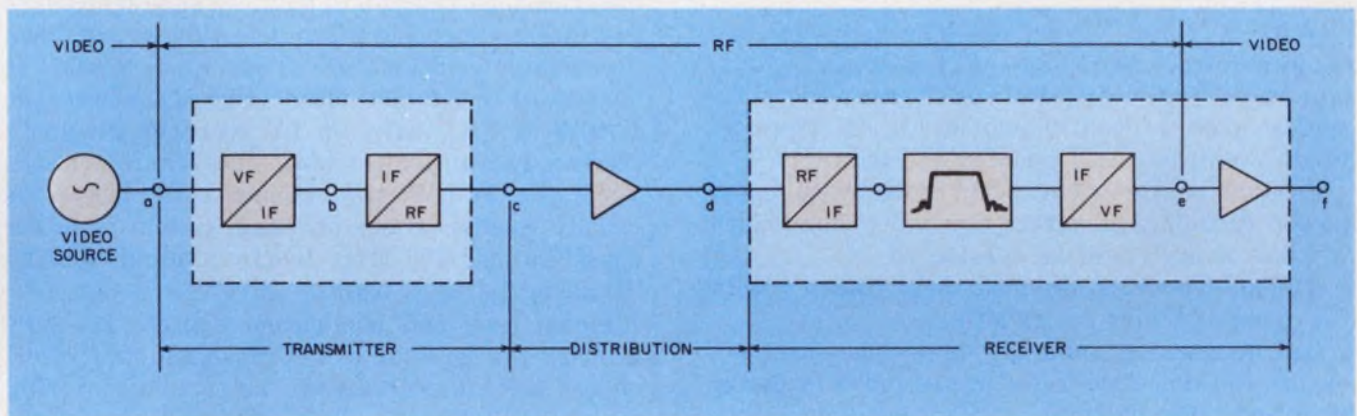 VIDEO RF VIDEO
VF
IF
IF
RF
RF
IF
IF
VF
a b c d e f
VIDEO
SOURCE
TRANSMITTER DISTRIBUTION RECEIVER